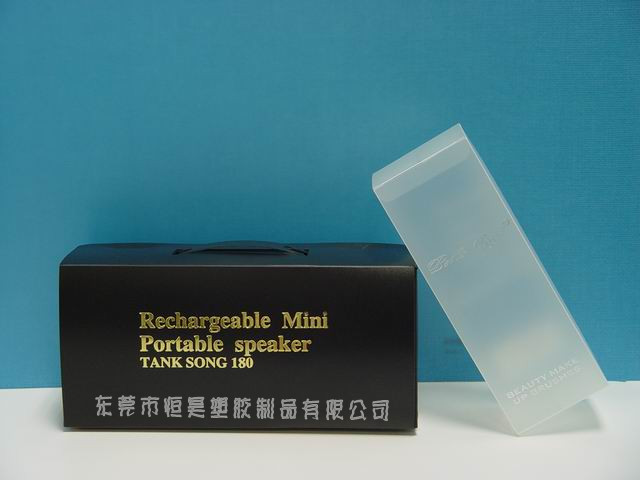 Rechargeable Mini
Portable speaker
TANK SONG 180
东莞市恒昊塑胶制品有限公司
BEAUTY MAKE
UP BRUSHES